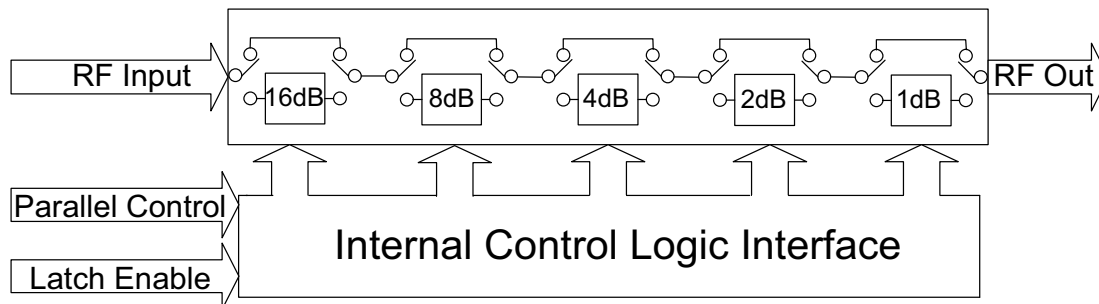 RF Input
16dB
8dB
4dB
2dB
1dB
RF Out
Parallel Control
Internal Control Logic Interface
Latch Enable